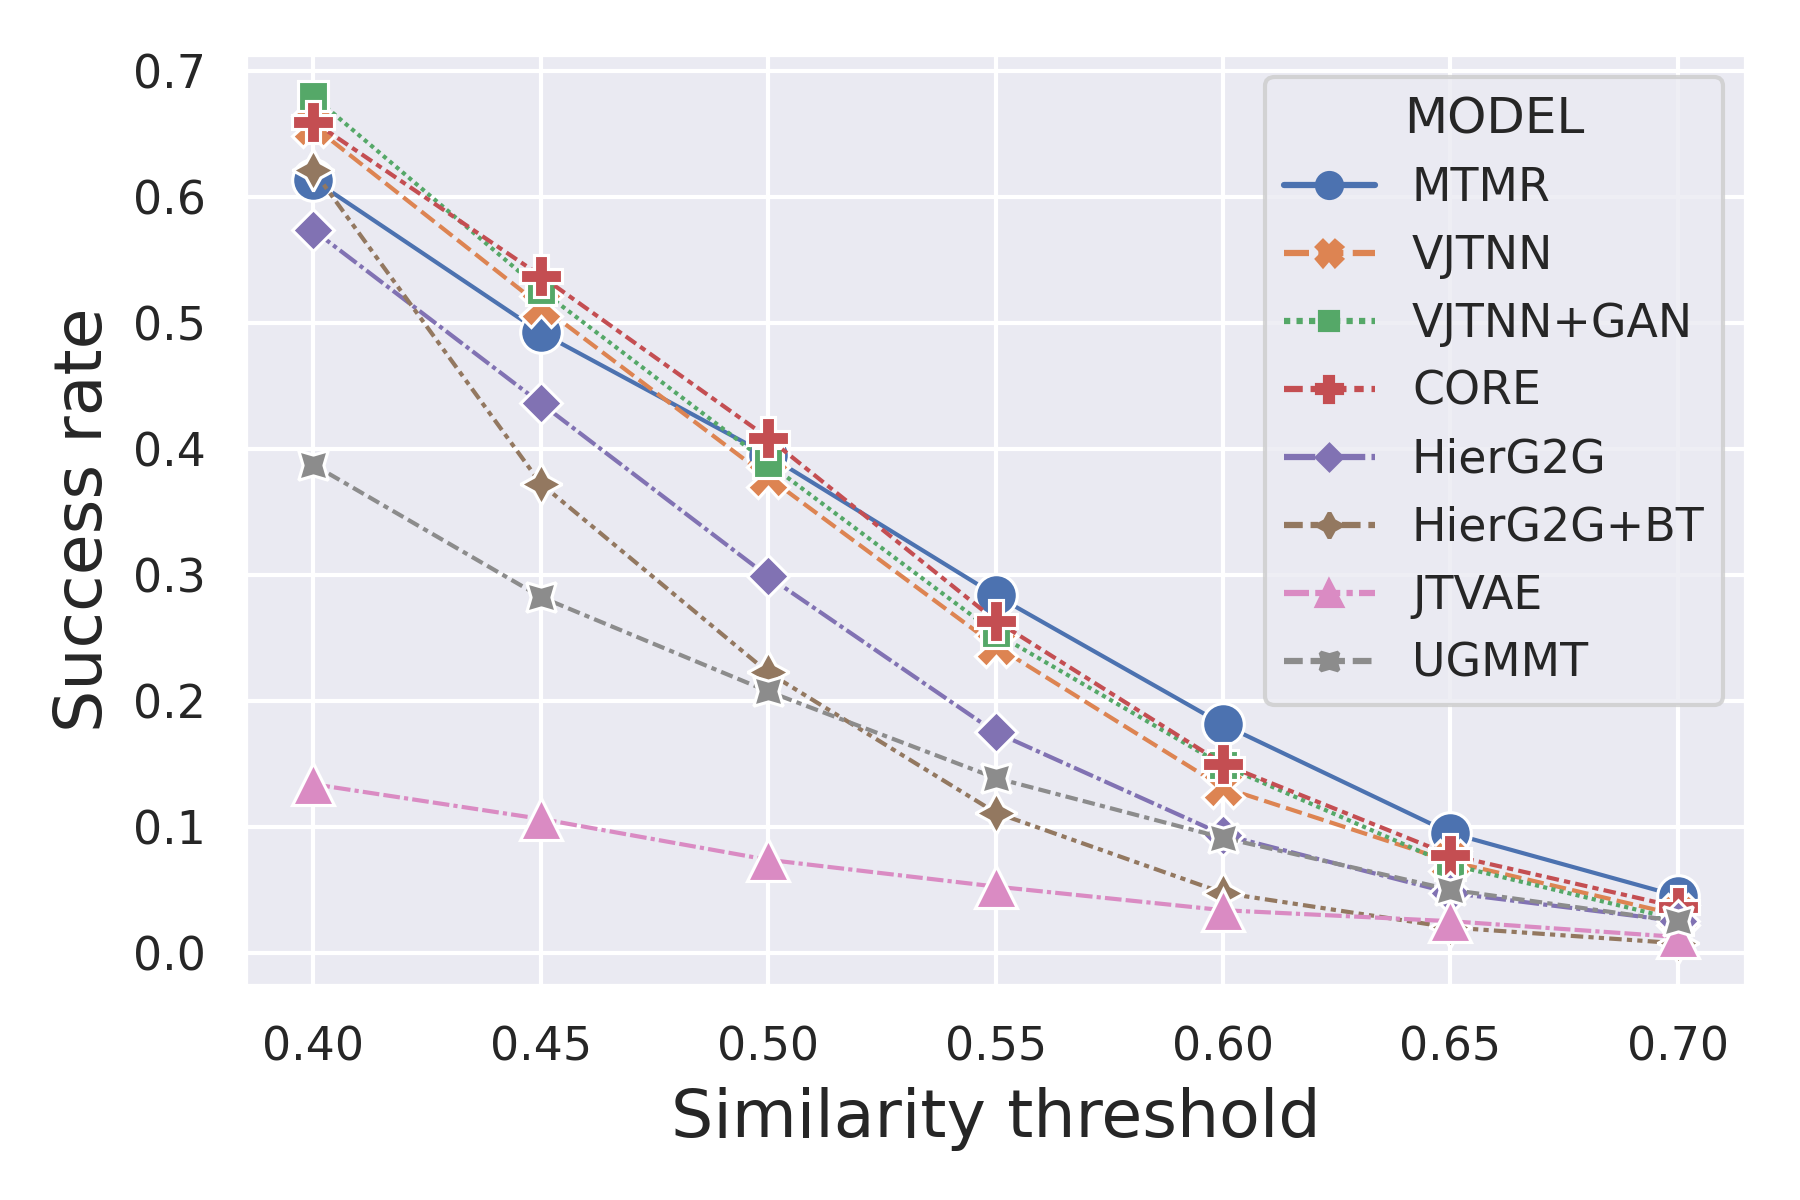 0.7
0.6
0.5
0.4
0.3
0.2
0.1
0.0
Success rate
MODEL
MTMR
VJTNN
VJTNN+GAN
CORE
HierG2G
HierG2G+BT
JTVAE
UGMMT
0.40 0.45 0.50 0.55 0.60 0.65 0.70
Similarity threshold